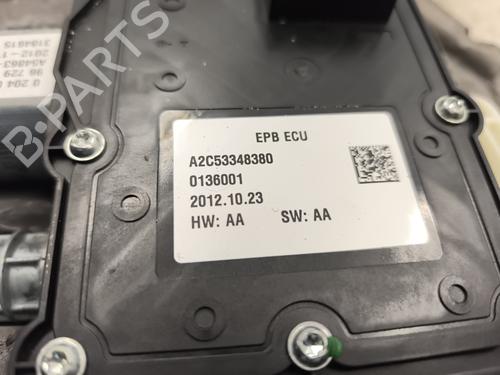 EPB ECU
A2C53348380
0136001
2012.10.23
HW: AA SW: AA
B-PARTS